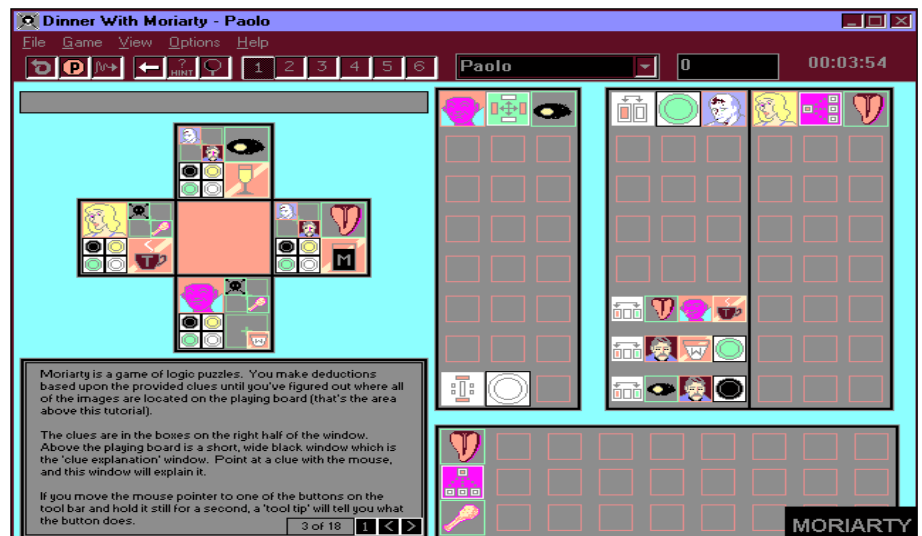 Dinner With Moriarty - Paolo
File Game View Options Help
P ? HINT 1 2 3 4 5 6 Paolo 0 00:03:54
T M
W
T
W
Moriarty is a game of logic puzzles. You make deductions
based upon the provided clues until you've figured out where all
of the images are located on the playing board (that's the area
above this tutorial).
The clues are in the boxes on the right half of the window.
Above the playing board is a short, wide black window which is
the 'clue explanation' window. Point at a clue with the mouse,
and this window will explain it.
If you move the mouse pointer to one of the buttons on the
tool bar and hold it still for a second, a 'tool tip' will tell you what
the button does.
3 of 18 1 < >
MORIARTY